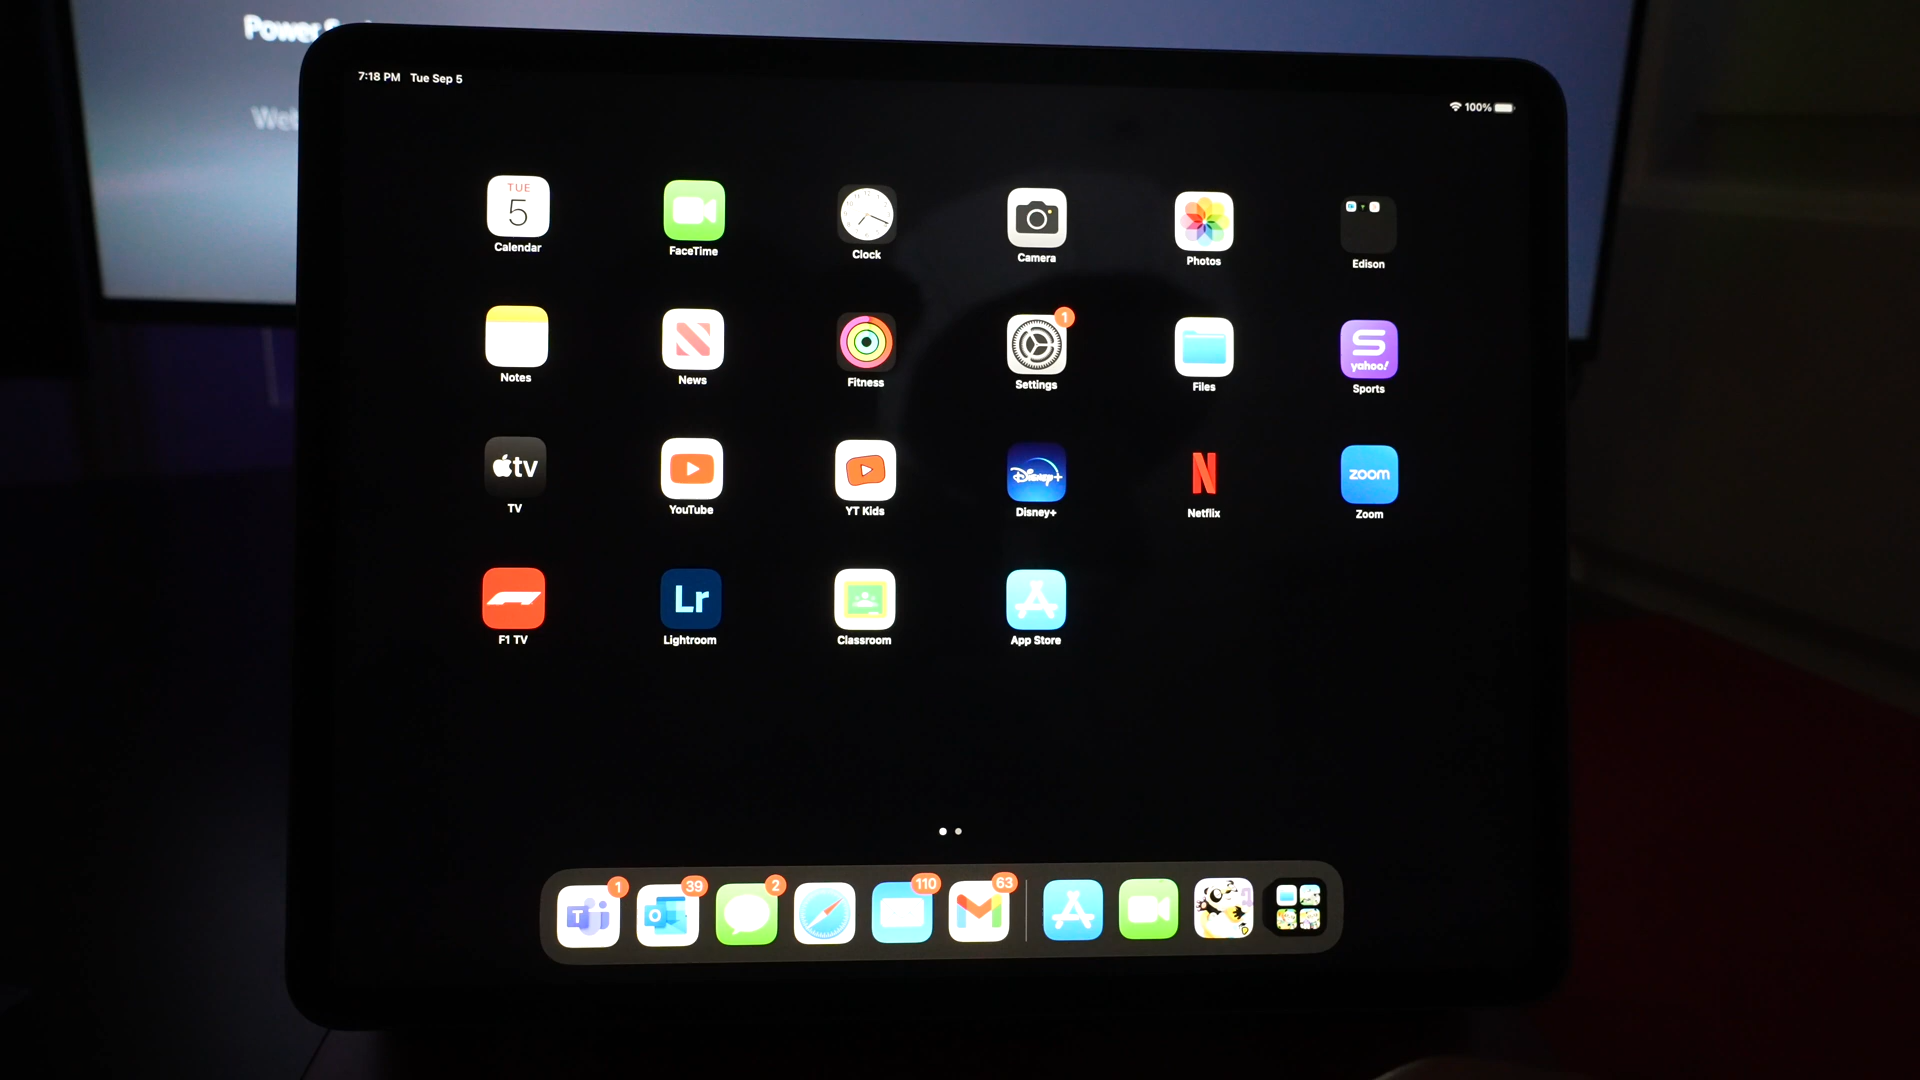 Power
Web
7:18 PM Tue Sep 5
100%
TUE
5
Calendar
FaceTime
Clock
Camera
Photos
Edison
Notes
News
Fitness
1
Settings
Files
S
yahoo!
Sports
tv
TV
YouTube
YT Kids
Disney+
Disney+
N
Netflix
zoom
Zoom
F1 TV
Lr
Lightroom
Classroom
App Store
T
1
O
39
2
110
63